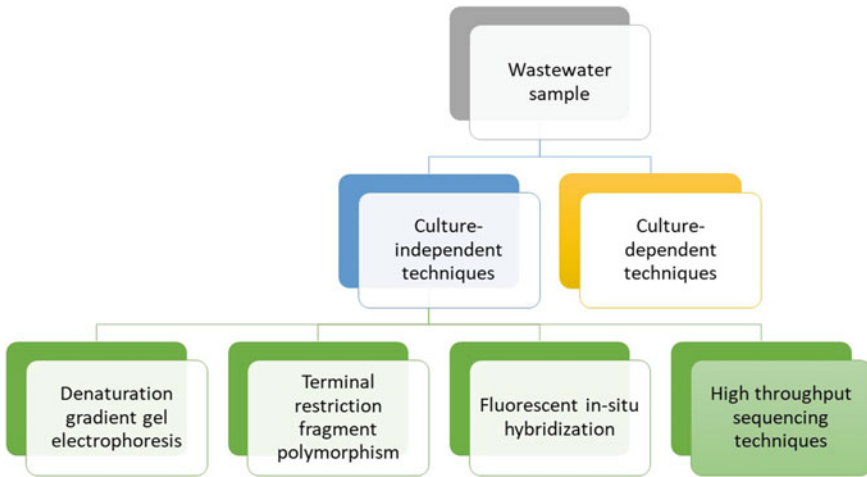 Wastewater
sample
Culture-
independent
techniques
Culture-
dependent
techniques
Denaturation
gradient gel
electrophoresis
Terminal
restriction
fragment
polymorphism
Fluorescent in-situ
hybridization
High throughput
sequencing
techniques